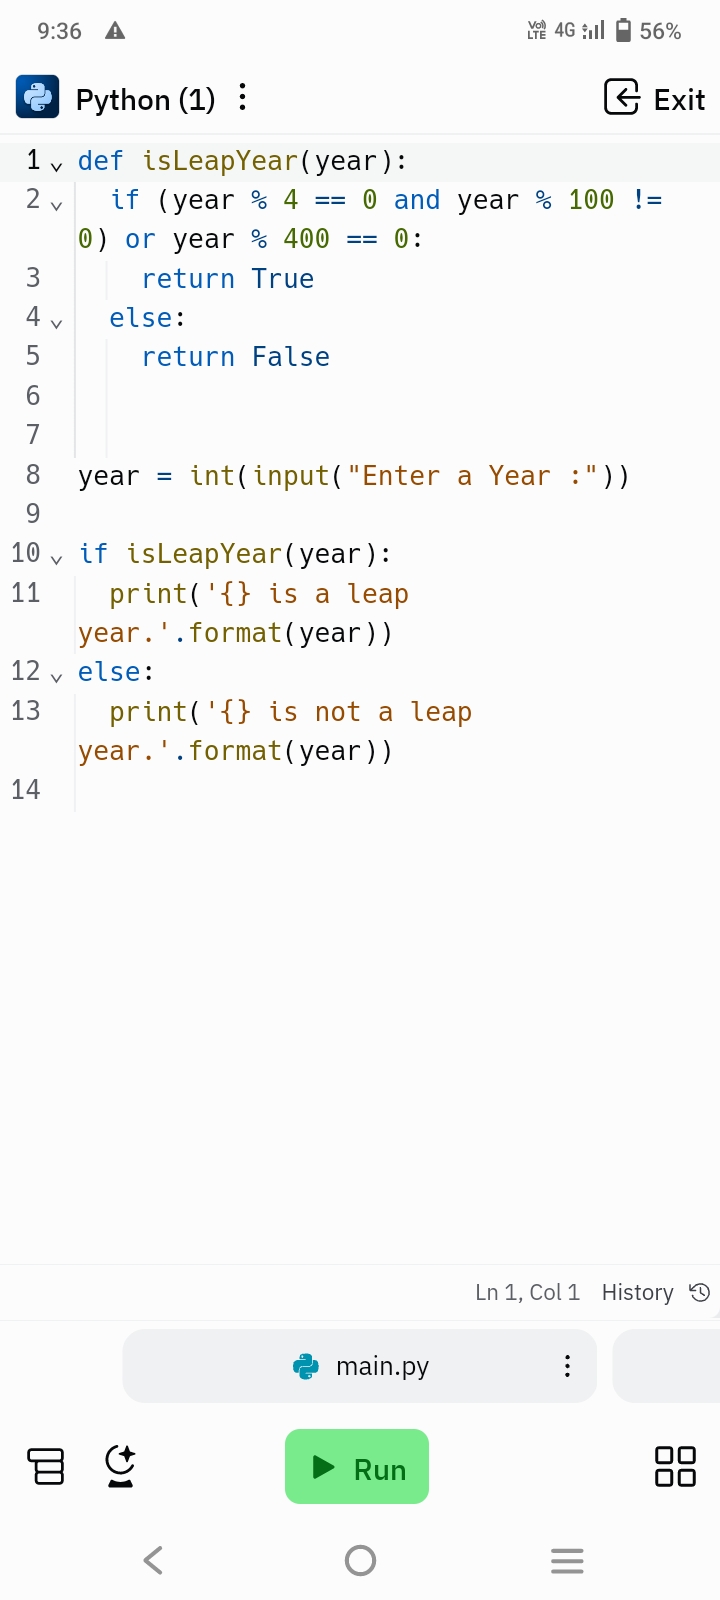 9:36 VoLTE 4G 56%
Python (1) Exit
1 def isLeapYear(year):
2 if (year % 4 == 0 and year % 100 !=
0) or year % 400 == 0:
3 return True
4 else:
5 return False
6
7
8 year = int(input("Enter a Year :"))
9
10 if isLeapYear(year):
11 print('{} is a leap
year.'.format(year))
12 else:
13 print('{} is not a leap
year.'.format(year))
14
Ln 1, Col 1 History
main.py
Run